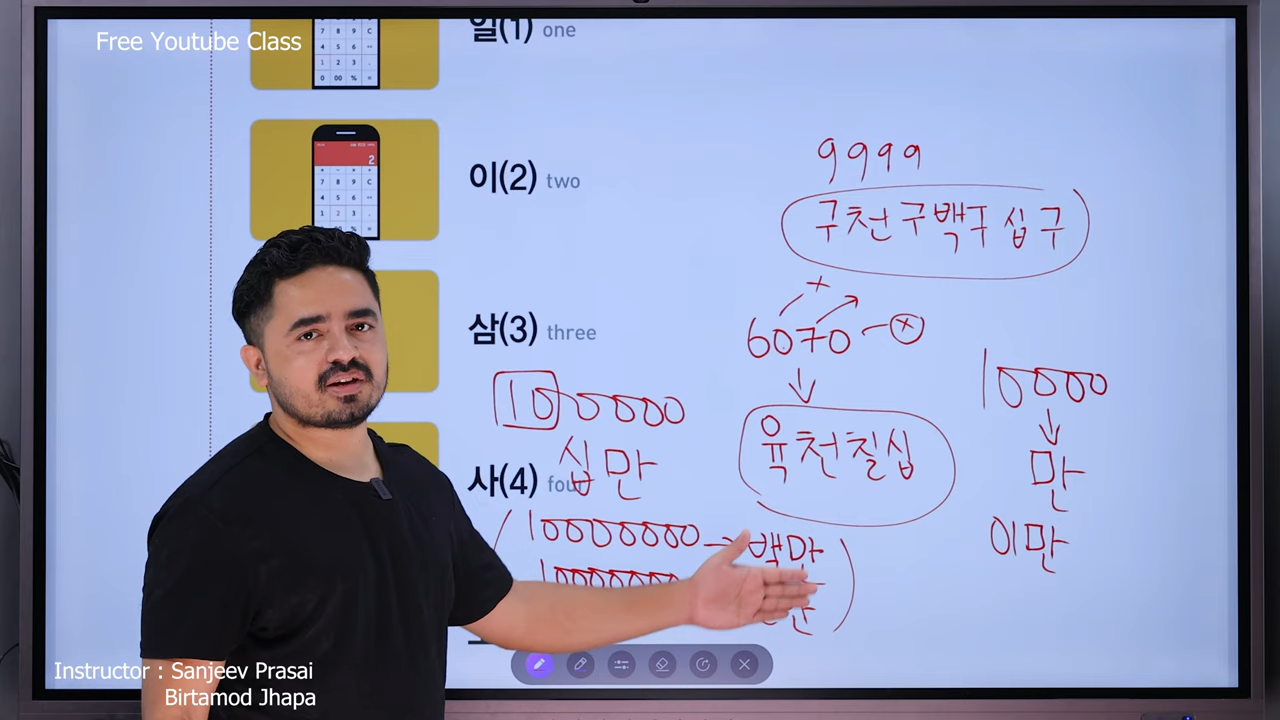 Free Youtube Class
일(1) one
이(2) two
삼(3) three
사(4) four
9999
구천구백구십구
6070
육천칠십
십만
10000
만
이만
백만
Instructor : Sanjeev Prasai
Birtamod Jhapa